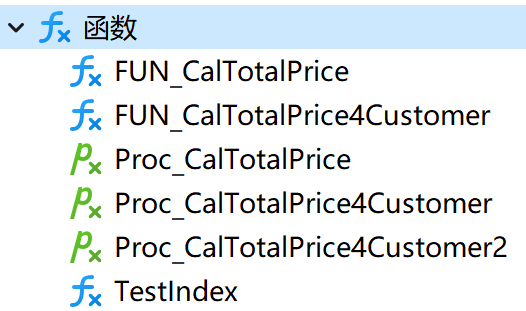 函数
FUN_CalTotalPrice
FUN_CalTotalPrice4Customer
Proc_CalTotalPrice
Proc_CalTotalPrice4Customer
Proc_CalTotalPrice4Customer2
TestIndex